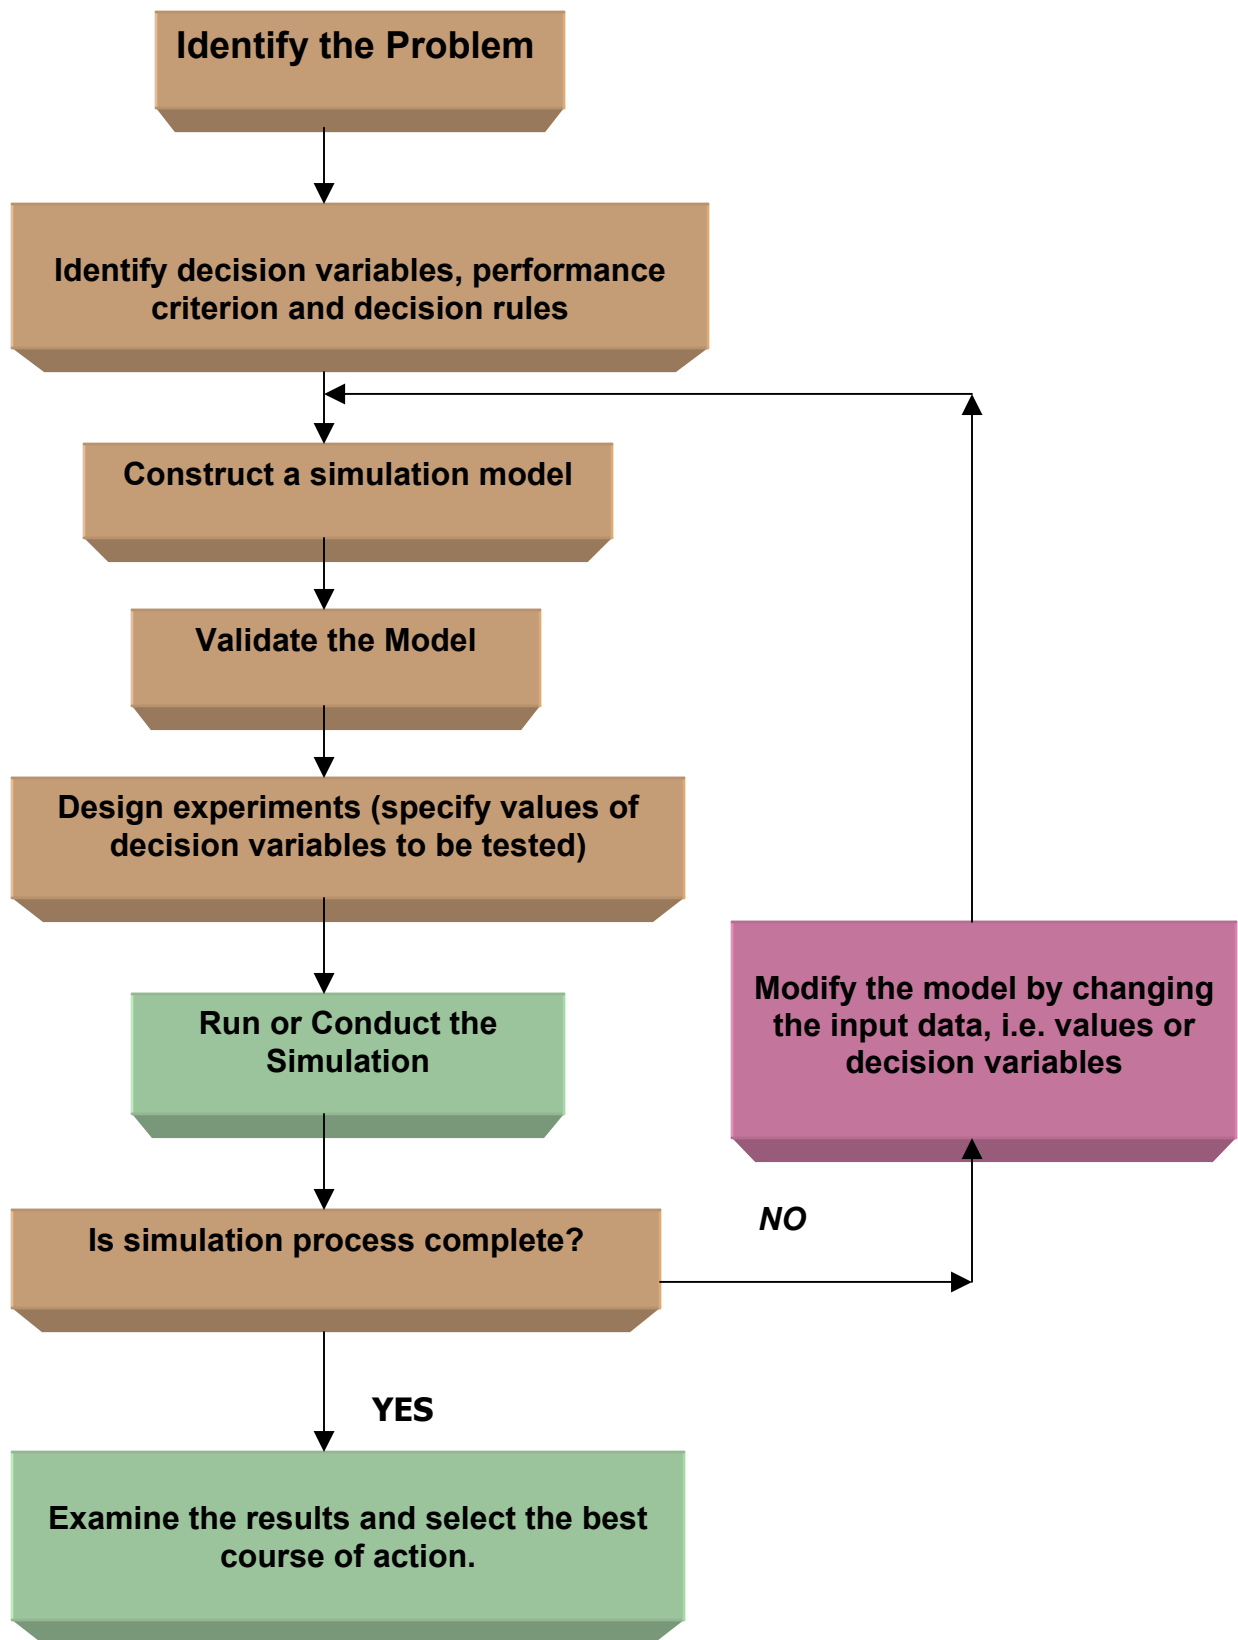 Identify the Problem
Identify decision variables, performance
criterion and decision rules
Construct a simulation model
Validate the Model
Design experiments (specify values of
decision variables to be tested)
Run or Conduct the
Simulation
Modify the model by changing
the input data, i.e. values or
decision variables
Is simulation process complete?
NO
YES
Examine the results and select the best
course of action.